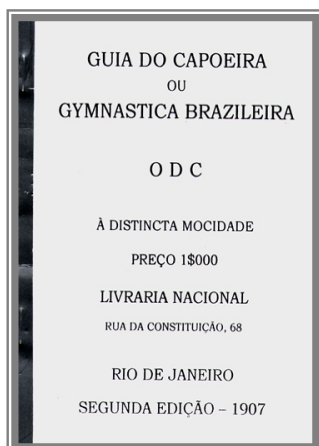 GUIA DO CAPOEIRA
OU
GYMNASTICA BRAZILEIRA
O D C
À DISTINCTA MOCIDADE
PREÇO 1$000
LIVRARIA NACIONAL
RUA DA CONSTITUIÇÃO, 68
RIO DE JANEIRO
SEGUNDA EDIÇÃO – 1907